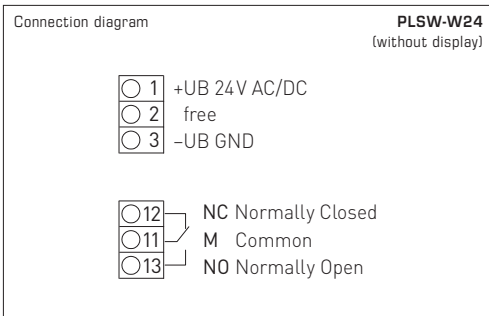 Connection diagram PLSW-W24
(without display)
1 +UB 24 V AC/DC
2 free
3 –UB GND
12 NC Normally Closed
11 M Common
13 NO Normally Open